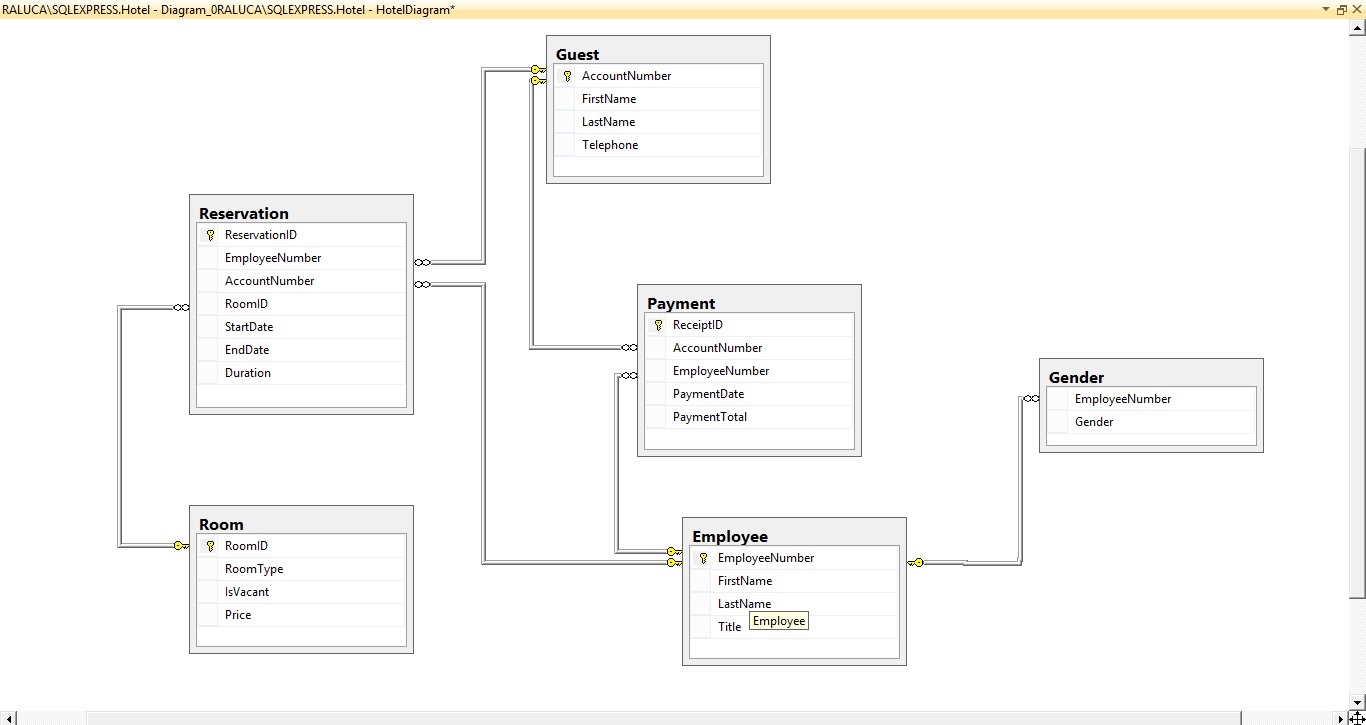 RALUCA\SQLEXPRESS.Hotel - Diagram_0RALUCA\SQLEXPRESS.Hotel - HotelDiagram*
Guest
AccountNumber
FirstName
LastName
Telephone
Reservation
ReservationID
EmployeeNumber
AccountNumber
RoomID
StartDate
EndDate
Duration
Payment
ReceiptID
AccountNumber
EmployeeNumber
PaymentDate
PaymentTotal
Gender
EmployeeNumber
Gender
Room
RoomID
RoomType
IsVacant
Price
Employee
EmployeeNumber
FirstName
LastName
Title
Employee